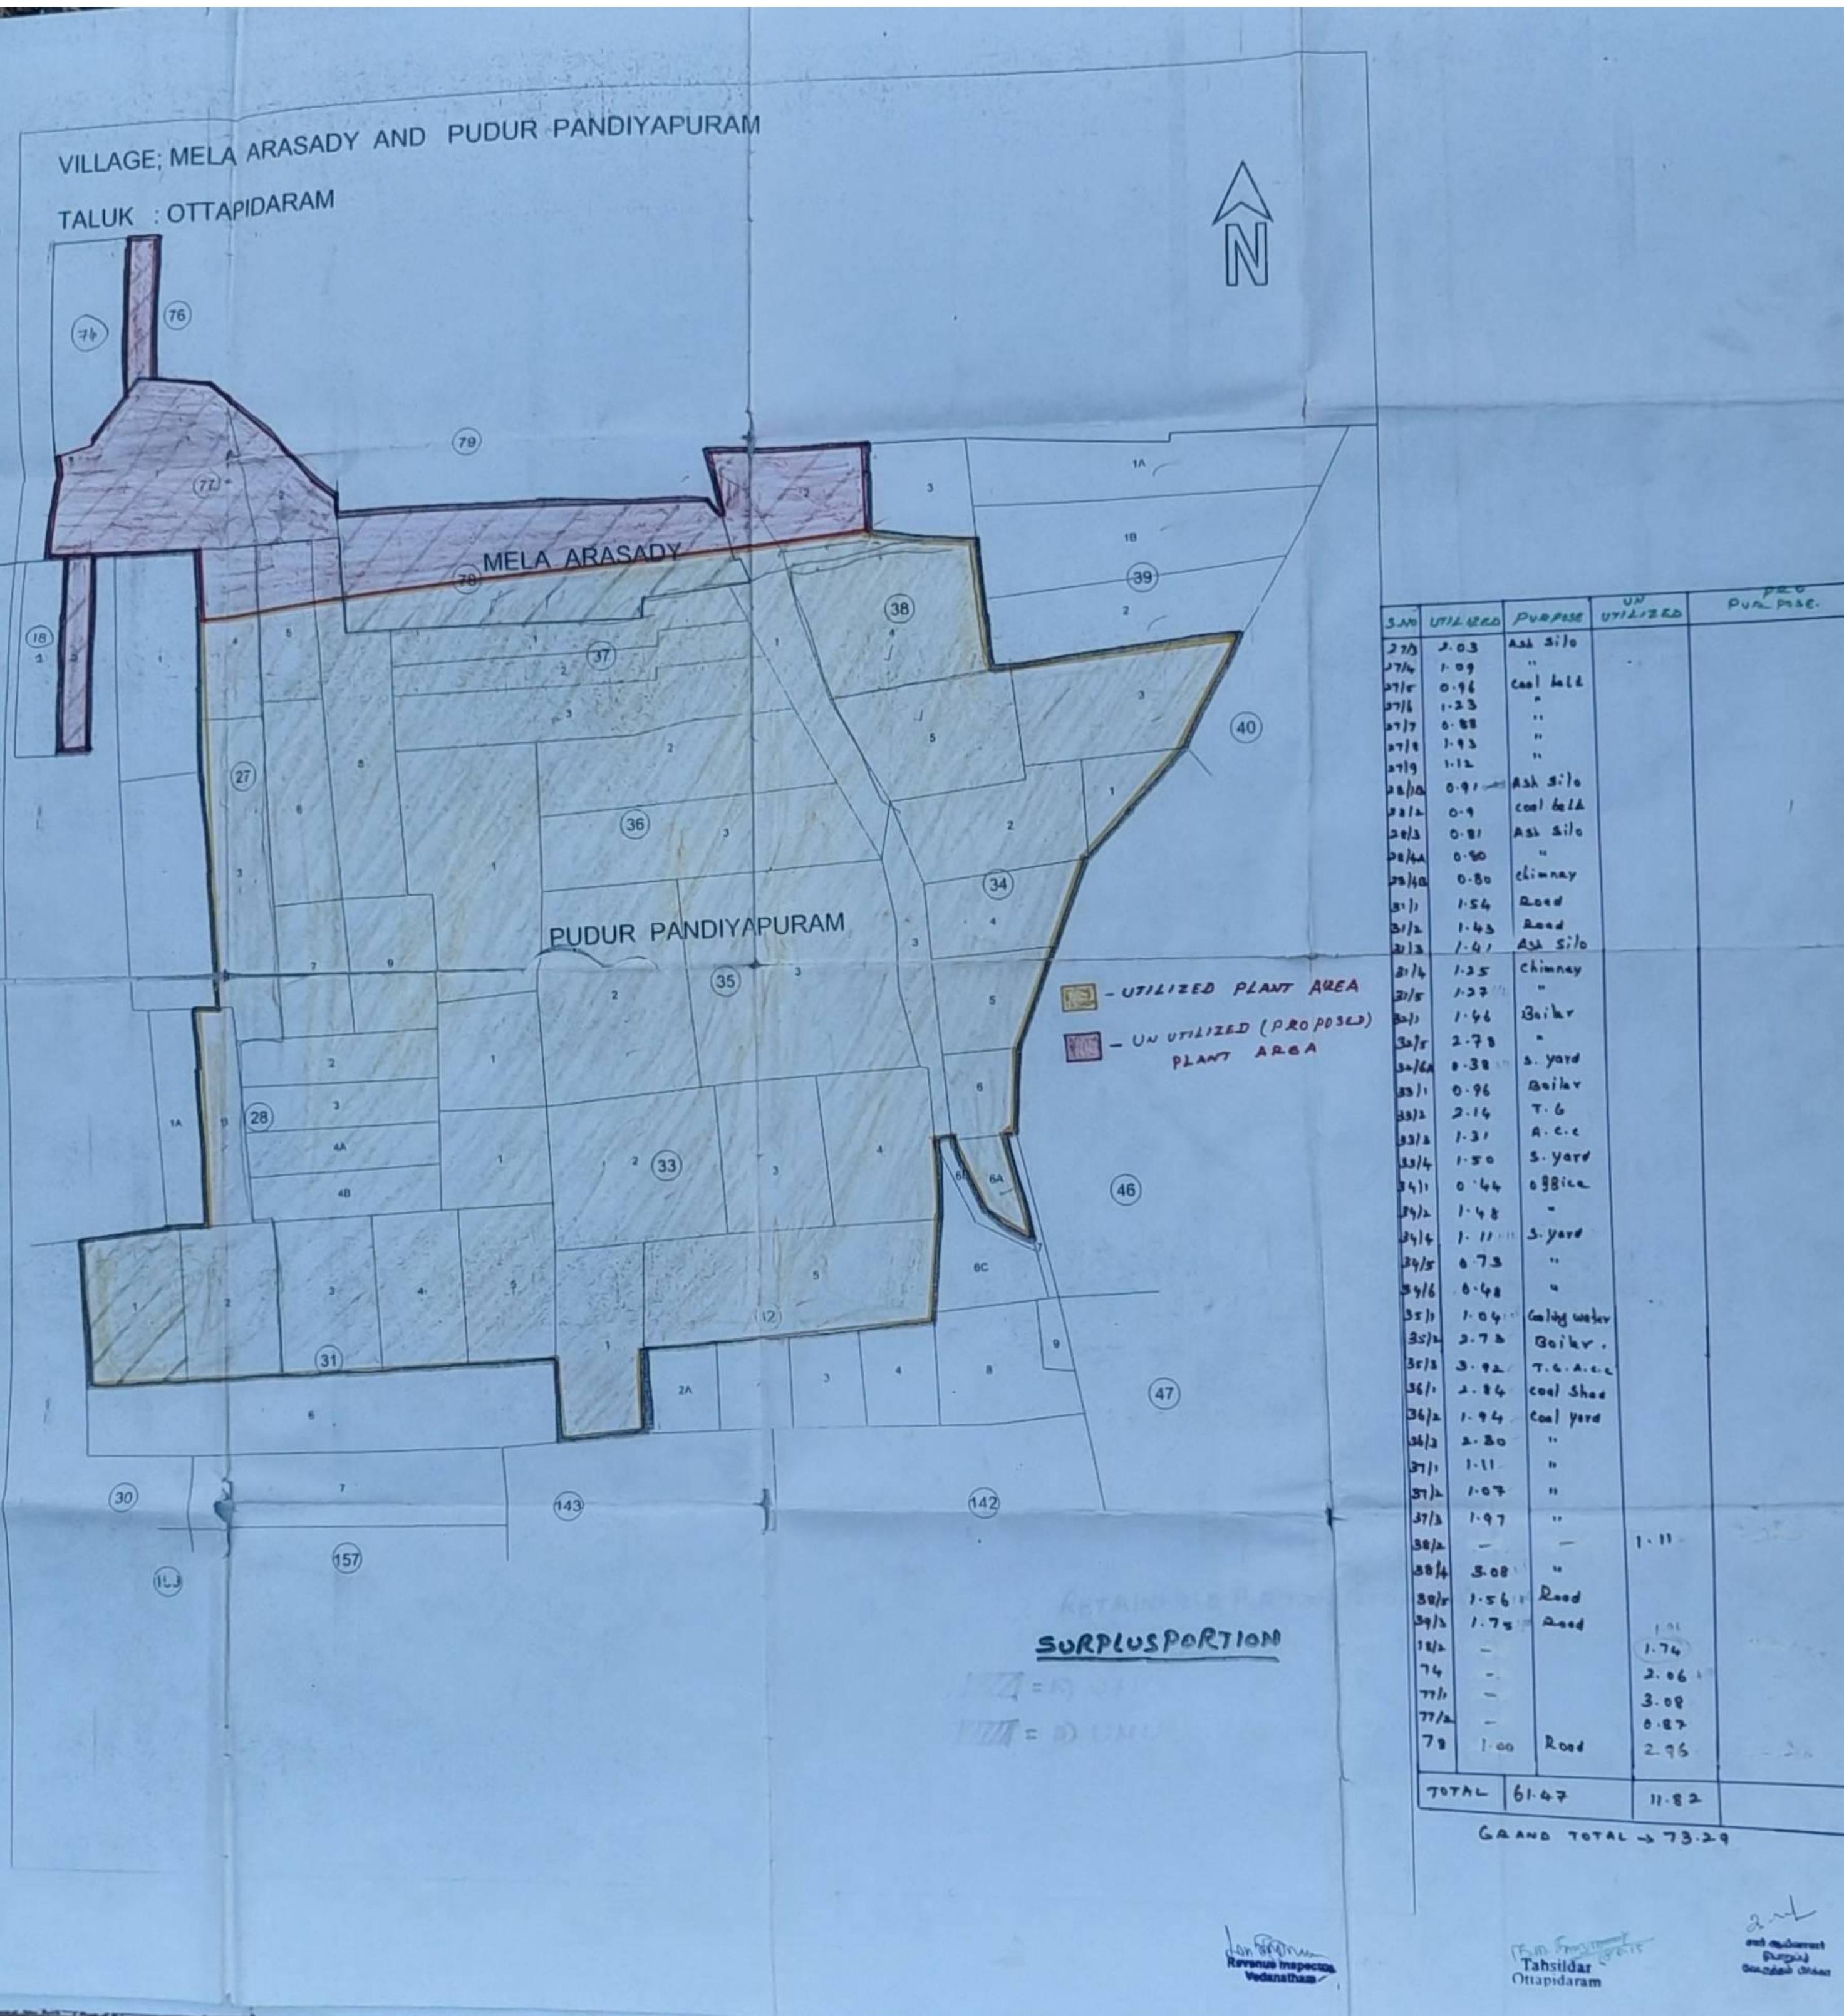 VILLAGE; MELA ARASADY AND PUDUR PANDIYAPURAM
TALUK : OTTAPIDARAM
N
74
76
79
77
2
2
3
1A
1B
39
2
MELA ARASADY
78
18
1
1
4
5
1
1
37
2
3
1
38
4
5
3
40
27
6
8
3
2
36
3
1
2
1
34
4
3
PUDUR PANDIYAPURAM
7
9
35
2
3
5
6
1
2
3
28
4A
4B
1A
1
2
33
3
4
6A
46
7
6C
1
2
3
4
5
5
31
1
2A
3
4
8
9
47
6
7
30
143
142
157
- UTILIZED PLANT AREA
- UN UTILIZED (PROPOSED)
PLANT AREA
SURPLUS PORTION
S.NO UTILIZED PURPOSE UN UTILIZED PRO PURPOSE.
27/3 2.03 Ash Silo
27/4 1.09 "
27/5 0.96 Coal belt
27/6 1.23 "
27/7 0.88 "
27/8 1.93 "
27/9 1.12 "
28/1B 0.91 Ash Silo
28/2 0.9 Coal belt
28/3 0.81 Ash Silo
28/4A 0.80 "
28/4B 0.80 Chimney
31/1 1.54 Road
31/2 1.43 Road
31/3 1.41 Ash Silo
31/4 1.25 Chimney
31/5 1.27 "
32/1 1.46 Boiler
32/5 2.78 "
32/6A 0.38 S. yard
33/1 0.96 Boiler
33/2 2.14 T.G
33/3 1.31 A.C.C
33/4 1.50 S. yard
34/1 0.44 office
34/2 1.48 "
34/4 1.11 S. yard
34/5 0.73 "
34/6 0.48 "
35/1 1.04 Cooling water
35/2 2.78 Boiler.
35/3 3.92 T.G. A.C.C
36/1 2.84 Coal Shed
36/2 1.94 Coal yard
36/3 2.80 "
37/1 1.11 "
37/2 1.07 "
37/3 1.97 "
38/2 - - 1.11
38/4 3.08 "
38/5 1.56 Road
39/3 1.75 Road
18/2 - 1.74
74 - 2.06
77/1 - 3.08
77/2 - 0.87
78 1.00 Road 2.96
TOTAL 61.47 11.82
GRAND TOTAL → 73.29
Revenue Inspector
Vedanatham
Tahsildar
Ottapidaram